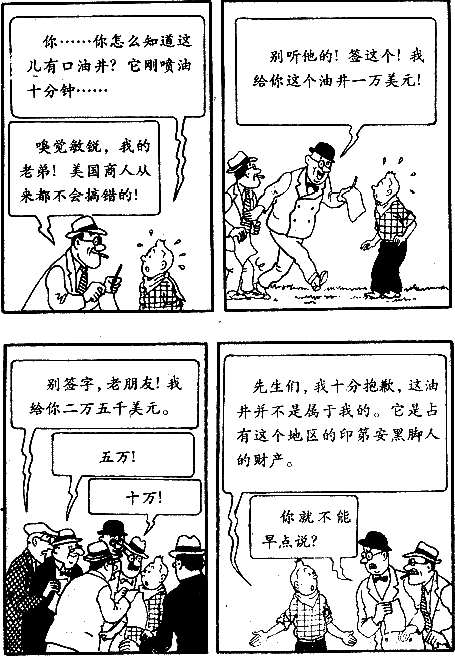 你……你怎么知道这
儿有口油井？它刚喷油
十分钟……
嗅觉敏锐，我的
老弟！美国商人从
来都不会搞错的！
别听他的！签这个！我
给你这个油井一万美元！
别签字，老朋友！我
给你二万五千美元。
五万！
十万！
先生们，我十分抱歉，这油
井并不是属于我的。它是占
有这个地区的印第安黑脚人
的财产。
你就不能
早点说？